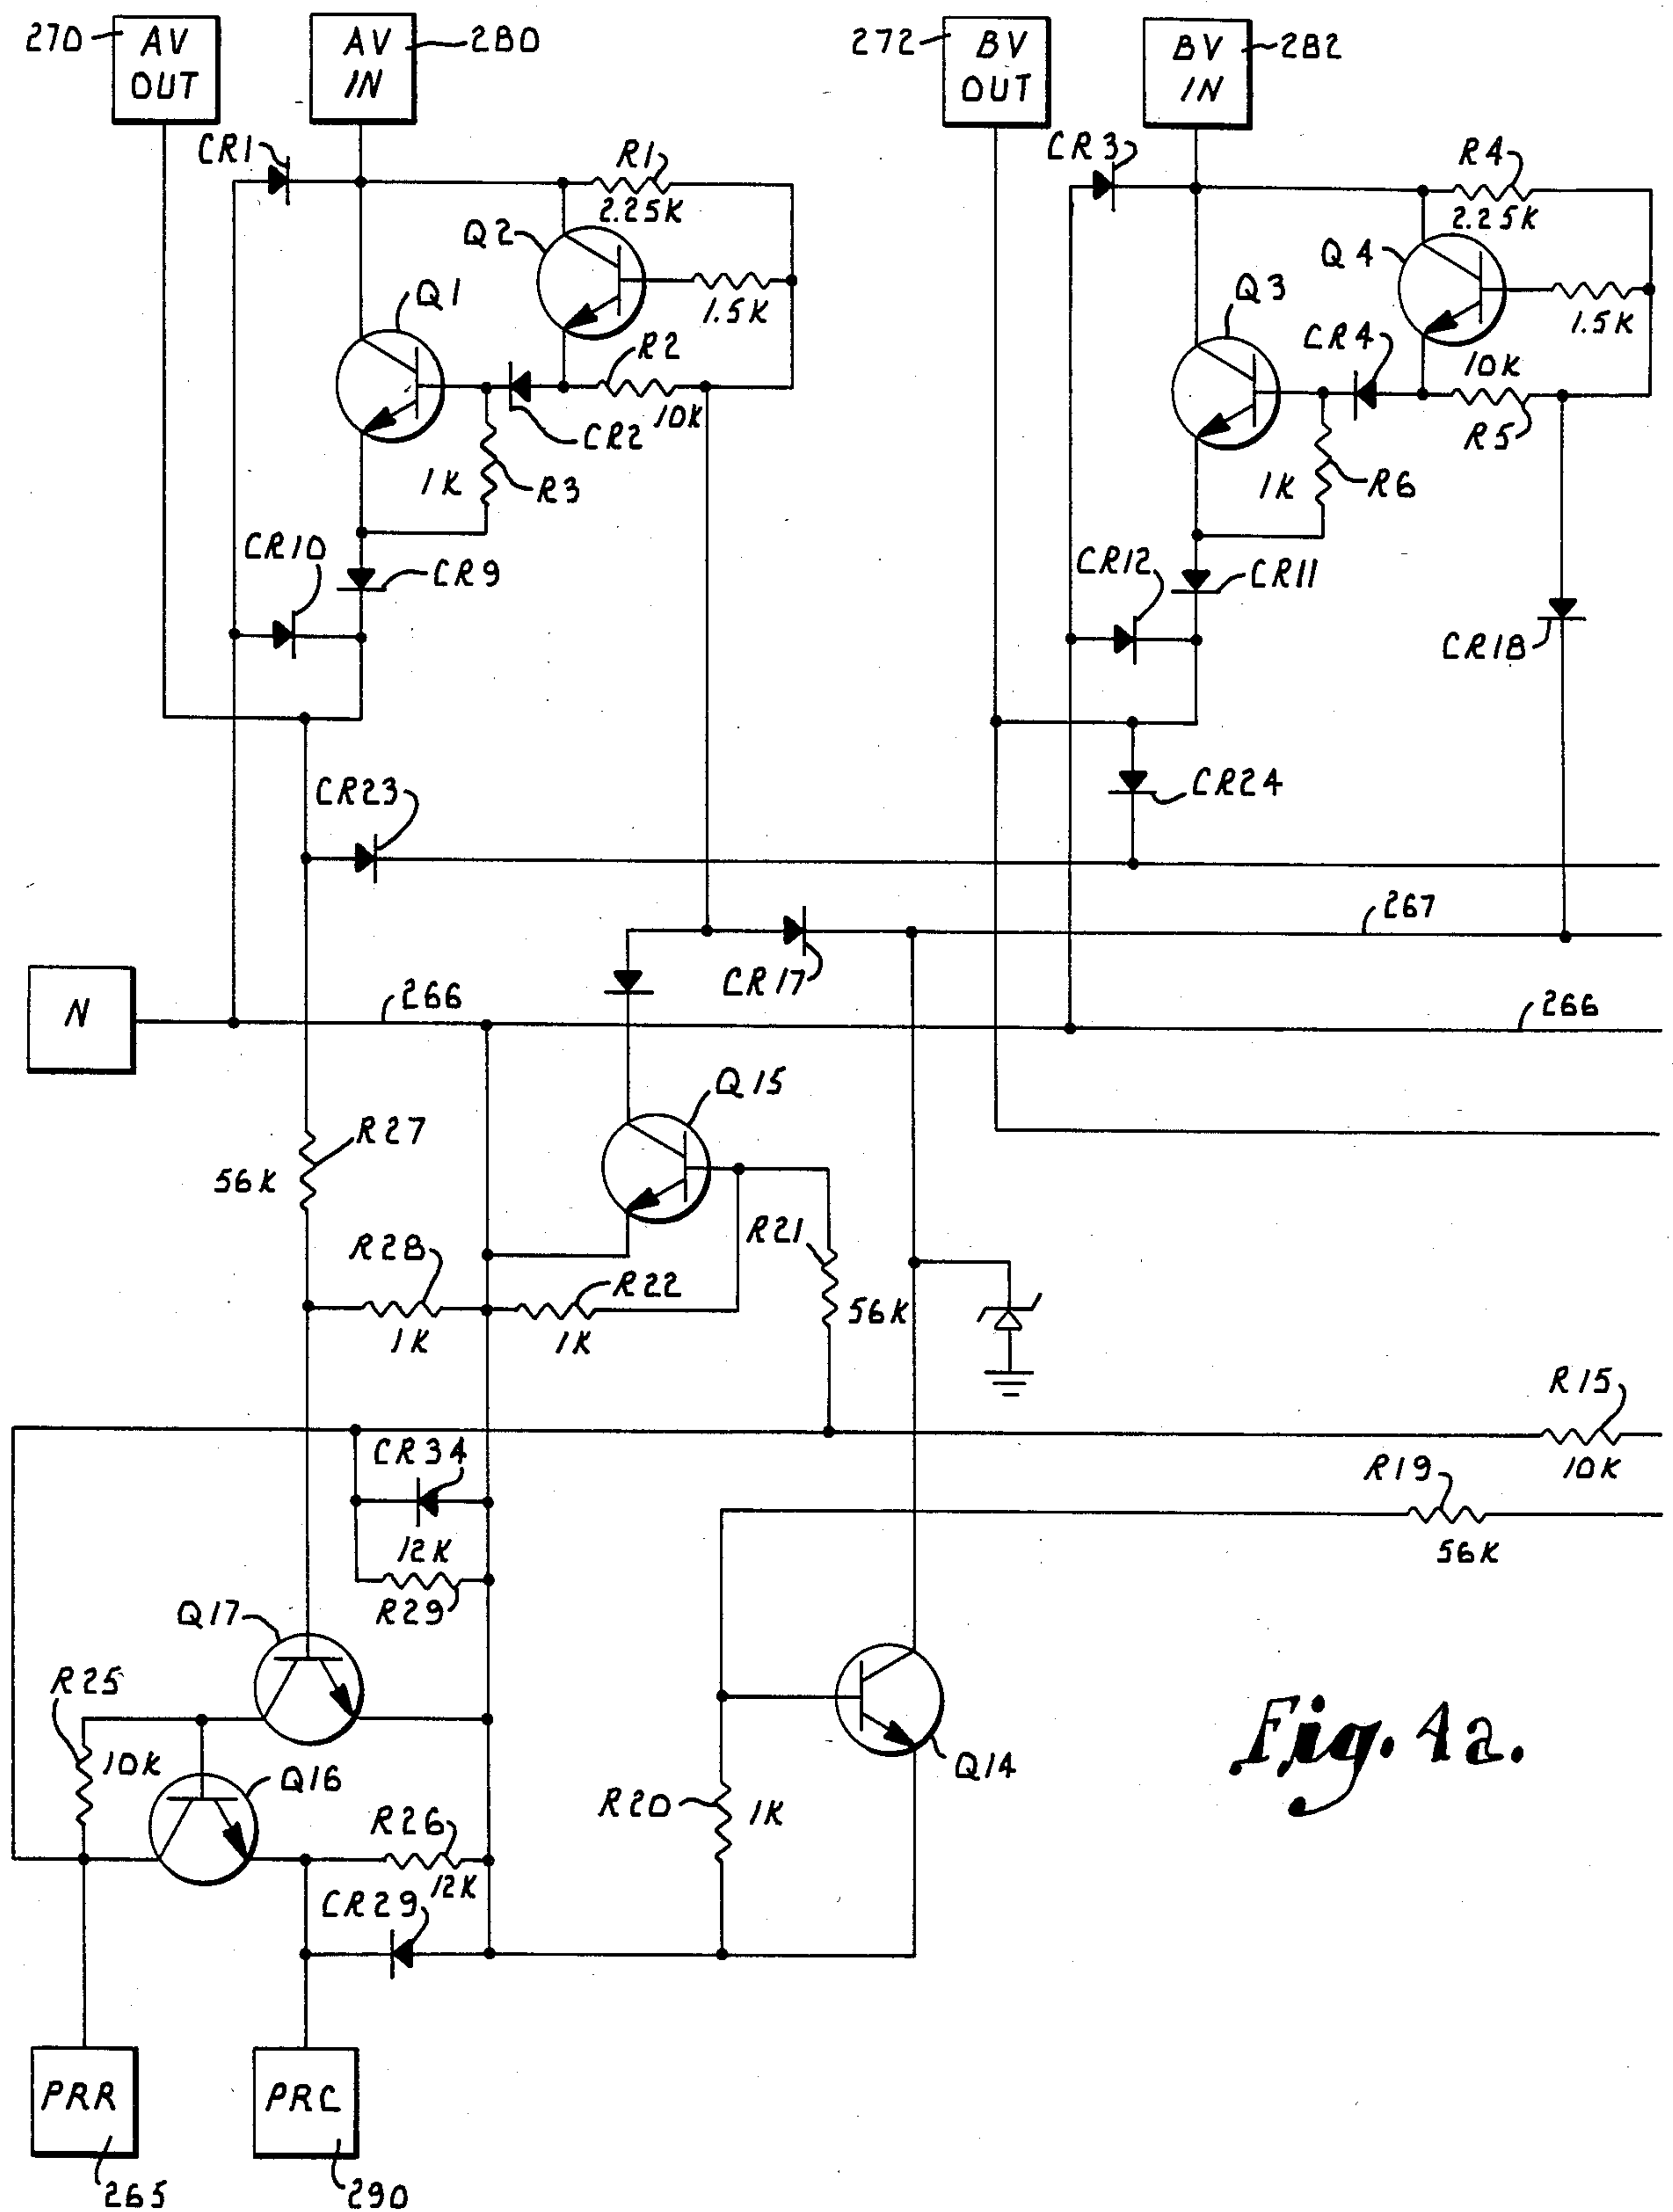 270
AV
OUT
AV
IN
280
272
BV
OUT
BV
IN
282
CR1
R1
2.25K
CR3
R4
2.25K
Q2
Q4
Q1
1.5K
Q3
1.5K
R2
10K
CR4
10K
CR2
R5
1K
R3
1K
R6
CR10
CR9
CR12
CR11
CR18
CR23
CR24
267
CR17
N
266
266
Q15
R27
56K
R28
1K
R22
1K
R21
56K
R15
10K
CR34
R19
56K
12K
R29
Q17
R25
10K
Q16
R26
12K
R20
1K
Q14
CR29
Fig. 4a.
PRR
PRC
265
290